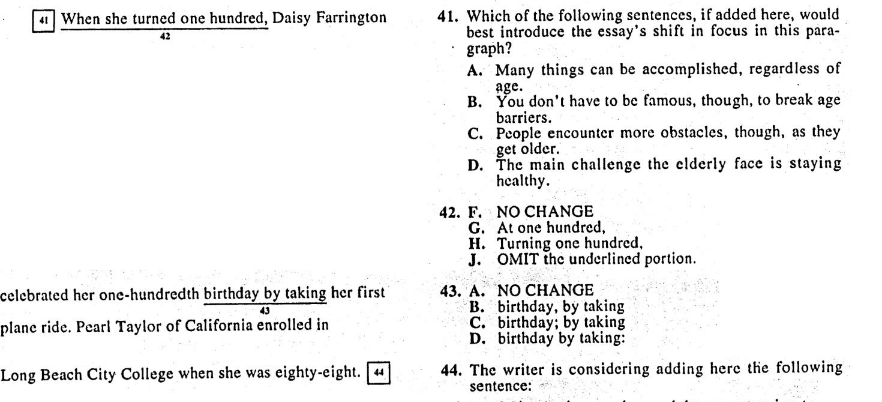 41 When she turned one hundred, Daisy Farrington
42
celebrated her one-hundredth birthday by taking her first
43
plane ride. Pearl Taylor of California enrolled in
Long Beach City College when she was eighty-eight. 44
41. Which of the following sentences, if added here, would
best introduce the essay's shift in focus in this para-
graph?
A. Many things can be accomplished, regardless of
age.
B. You don't have to be famous, though, to break age
barriers.
C. People encounter more obstacles, though, as they
get older.
D. The main challenge the elderly face is staying
healthy.
42. F. NO CHANGE
G. At one hundred,
H. Turning one hundred,
J. OMIT the underlined portion.
43. A. NO CHANGE
B. birthday, by taking
C. birthday; by taking
D. birthday by taking:
44. The writer is considering adding here the following
sentence: